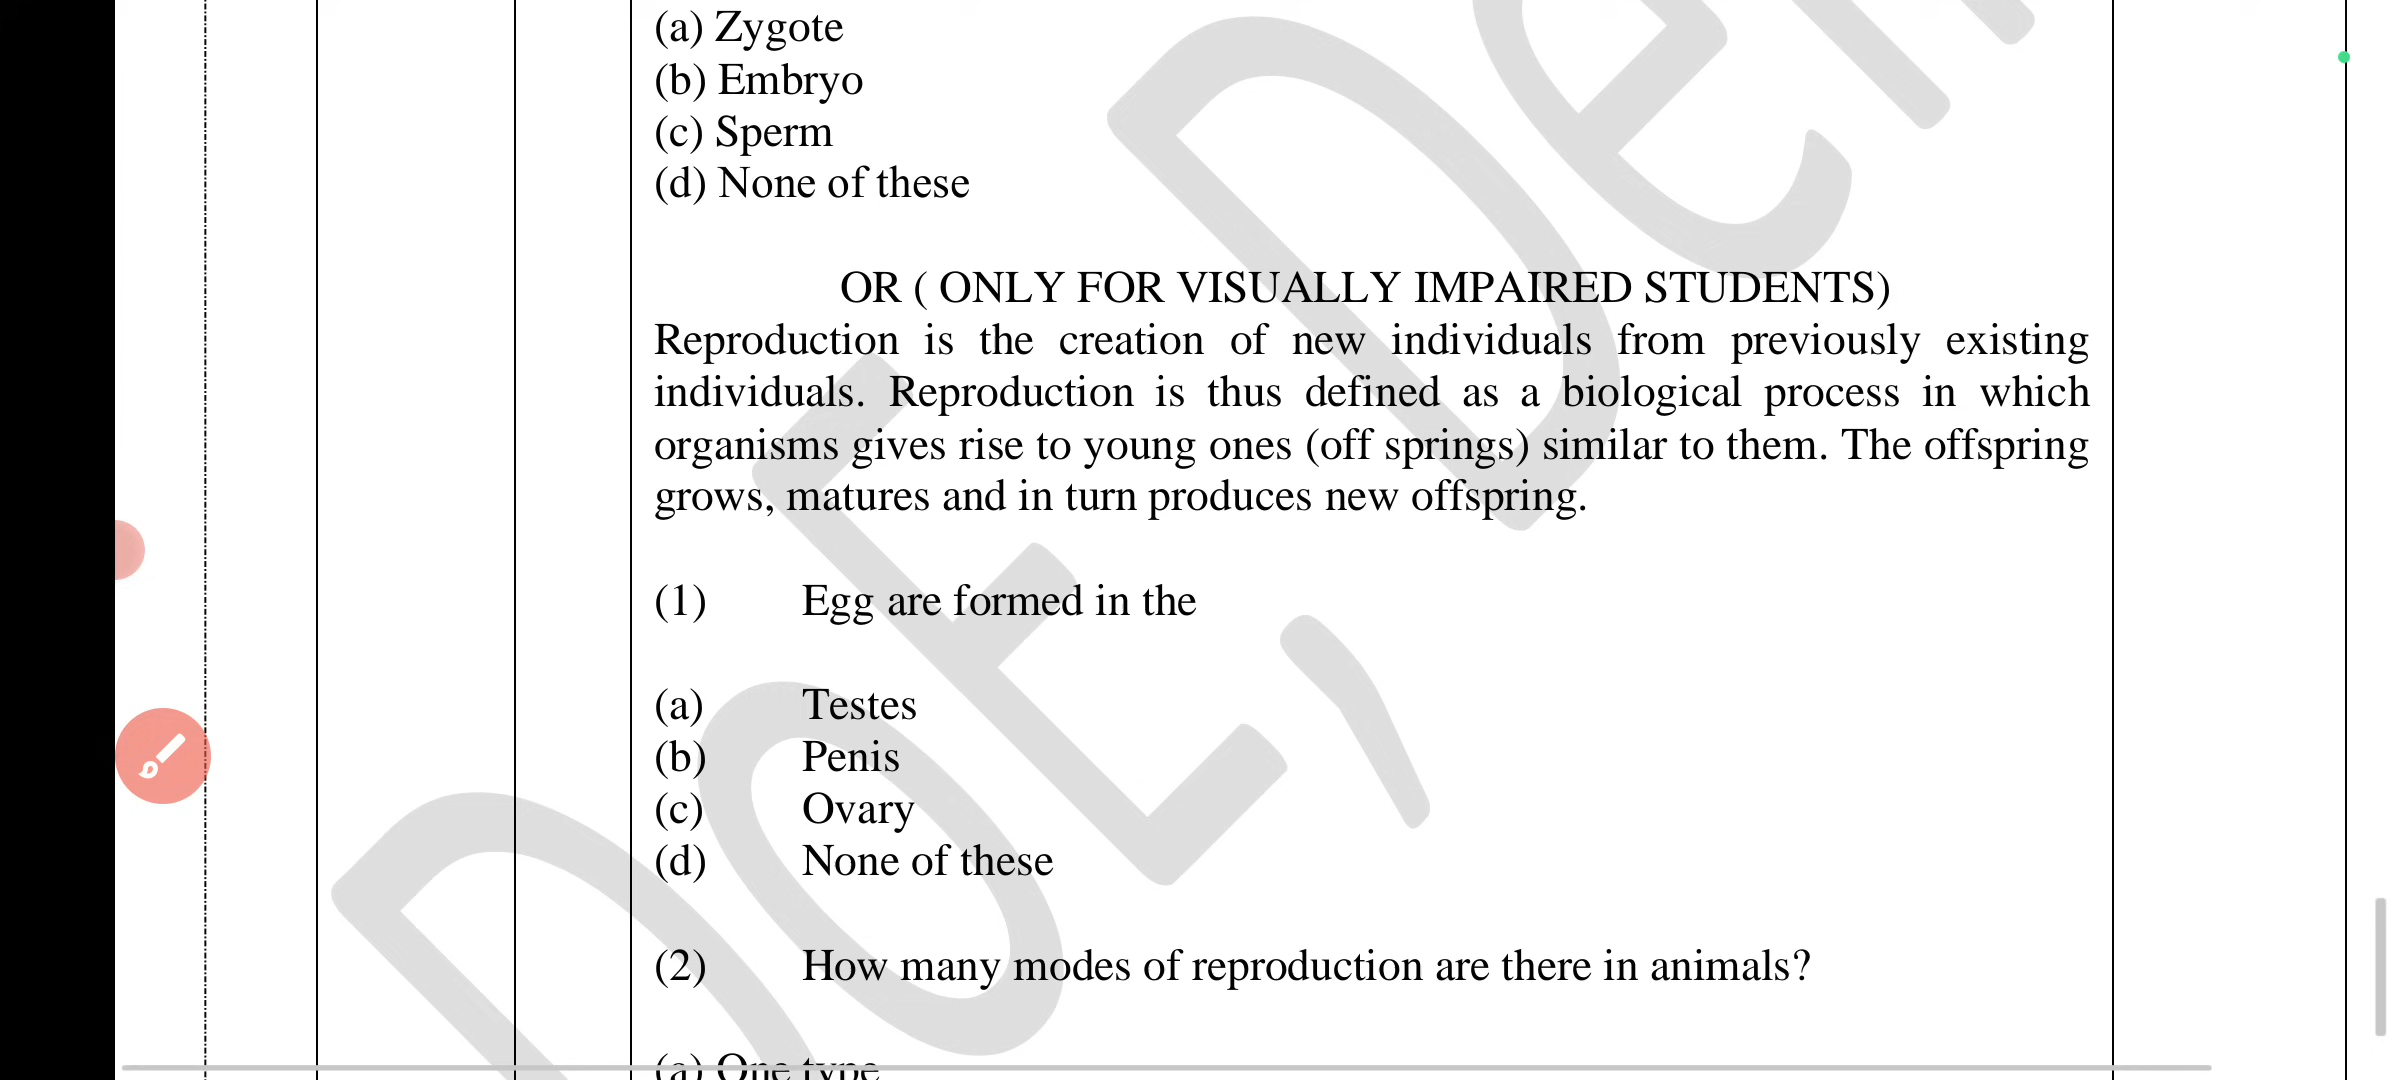 (a) Zygote
(b) Embryo
(c) Sperm
(d) None of these
OR ( ONLY FOR VISUALLY IMPAIRED STUDENTS)
Reproduction is the creation of new individuals from previously existing
individuals. Reproduction is thus defined as a biological process in which
organisms gives rise to young ones (off springs) similar to them. The offspring
grows, matures and in turn produces new offspring.
(1) Egg are formed in the
(a) Testes
(b) Penis
(c) Ovary
(d) None of these
(2) How many modes of reproduction are there in animals?
(a) One type
DoE,